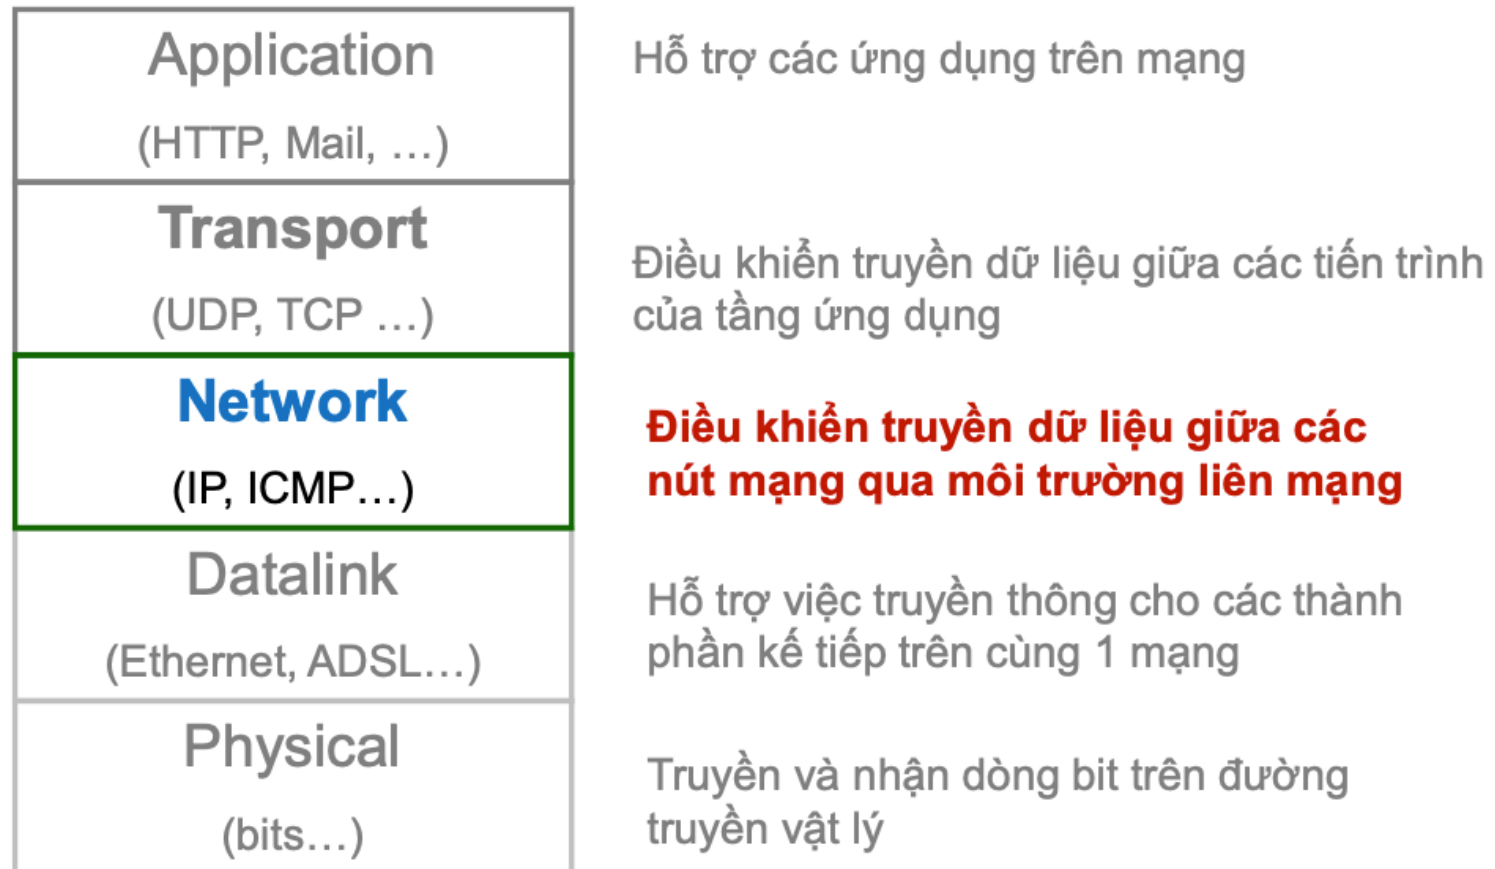 Application
(HTTP, Mail, …)
Hỗ trợ các ứng dụng trên mạng
Transport
(UDP, TCP …)
Điều khiển truyền dữ liệu giữa các tiến trình
của tầng ứng dụng
Network
(IP, ICMP…)
Điều khiển truyền dữ liệu giữa các
nút mạng qua môi trường liên mạng
Datalink
(Ethernet, ADSL…)
Hỗ trợ việc truyền thông cho các thành
phần kế tiếp trên cùng 1 mạng
Physical
(bits…)
Truyền và nhận dòng bit trên đường
truyền vật lý